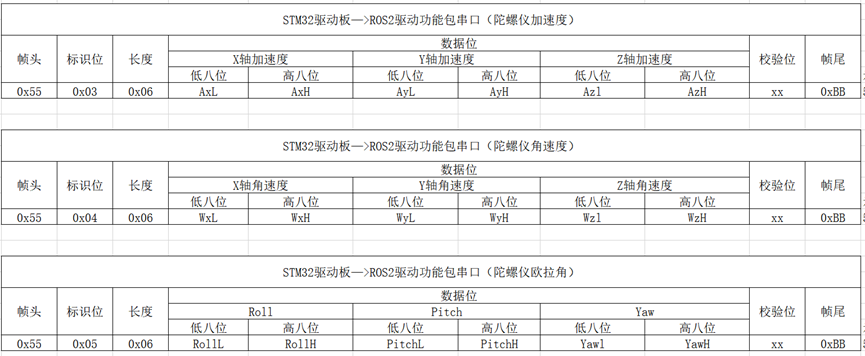 STM32驱动板—>ROS2驱动功能包串口（陀螺仪加速度）
帧头 标识位 长度 数据位 校验位 帧尾
X轴加速度 Y轴加速度 Z轴加速度
低八位 高八位 低八位 高八位 低八位 高八位
0x55 0x03 0x06 AxL AxH AyL AyH Azl AzH xx 0xBB
STM32驱动板—>ROS2驱动功能包串口（陀螺仪角速度）
帧头 标识位 长度 数据位 校验位 帧尾
X轴角速度 Y轴角速度 Z轴角速度
低八位 高八位 低八位 高八位 低八位 高八位
0x55 0x04 0x06 WxL WxH WyL WyH Wzl WzH xx 0xBB
STM32驱动板—>ROS2驱动功能包串口（陀螺仪欧拉角）
帧头 标识位 长度 数据位 校验位 帧尾
Roll Pitch Yaw
低八位 高八位 低八位 高八位 低八位 高八位
0x55 0x05 0x06 RollL RollH PitchL PitchH Yawl YawH xx 0xBB